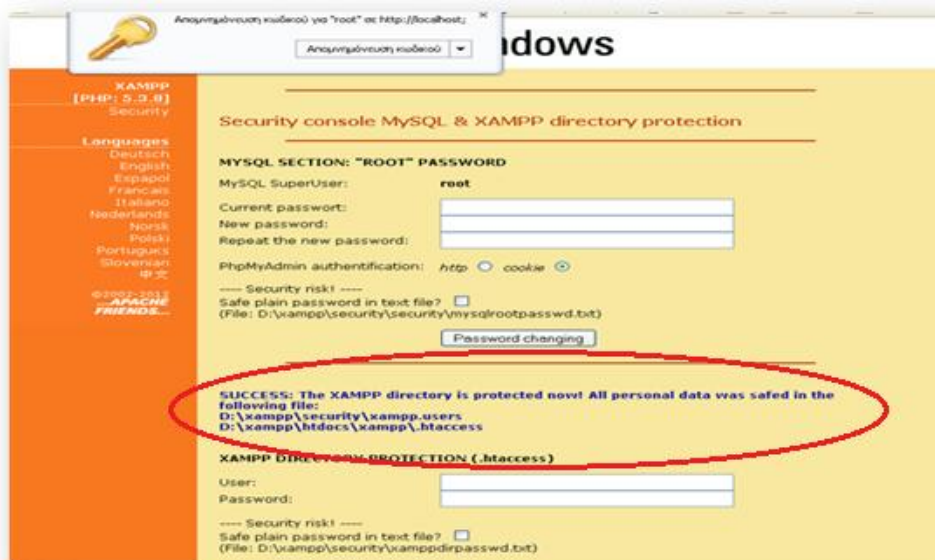 Απομνημόνευση κωδικού για "root" σε http://localhost;
Απομνημόνευση κωδικού
dows
XAMPP
[PHP: 5.3.8]
Security
Languages
Deutsch
English
Espapol
Francais
Italiano
Nederlands
Norsk
Polski
Portugues
Slovenian
中文
©2002-2012
...APACHE
FRIENDS...
Security console MySQL & XAMPP directory protection
MYSQL SECTION: "ROOT" PASSWORD
MySQL SuperUser: root
Current passwort:
New password:
Repeat the new password:
PhpMyAdmin authentification: http cookie
---- Security risk! ----
Safe plain password in text file?
(File: D:\xampp\security\security\mysqlrootpasswd.txt)
Password changing
SUCCESS: The XAMPP directory is protected now! All personal data was safed in the
following file:
D:\xampp\security\xampp.users
D:\xampp\htdocs\xampp\.htaccess
XAMPP DIRECTORY PROTECTION (.htaccess)
User:
Password:
---- Security risk! ----
Safe plain password in text file?
(File: D:\xampp\security\xamppdirpasswd.txt)